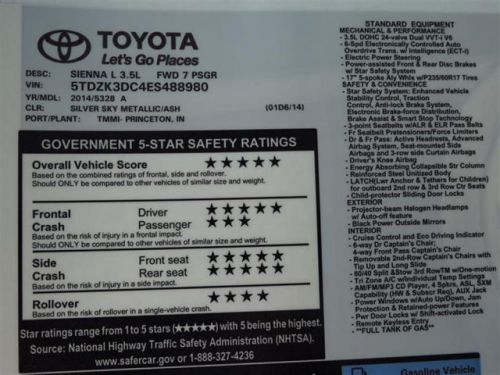 TOYOTA
Let's Go Places
DESC: SIENNA L 3.5L FWD 7 PSGR
VIN: 5TDZK3DC4ES488980
YR/MDL: 2014/5328 A
CLR: SILVER SKY METALLIC/ASH (01D6/14)
PORT/PLANT: TMMI- PRINCETON, IN
GOVERNMENT 5-STAR SAFETY RATINGS
Overall Vehicle Score ★★★★★
Based on the combined ratings of frontal, side and rollover.
Should ONLY be compared to other vehicles of similar size and weight.
Frontal Driver ★★★★★
Crash Passenger ★★★
Based on the risk of injury in a frontal impact.
Should ONLY be compared to other vehicles of similar size and weight.
Side Front seat ★★★★★
Crash Rear seat ★★★★★
Based on the risk of injury in a side impact.
Rollover ★★★★
Based on the risk of rollover in a single-vehicle crash.
Star ratings range from 1 to 5 stars (★★★★★) with 5 being the highest.
Source: National Highway Traffic Safety Administration (NHTSA).
www.safercar.gov or 1-888-327-4236
STANDARD EQUIPMENT
MECHANICAL & PERFORMANCE
- 3.5L DOHC 24-valve Dual VVT-i V6
- 6-Spd Electronically Controlled Auto
Overdrive Trans. w/ Intelligence (ECT-i)
- Electric Power Steering
- Power-assisted Front & Rear Disc Brakes
w/ Star Safety System
- 17" 5-spoke Aly Whls w/P235/60R17 Tires
SAFETY & CONVENIENCE
- Star Safety System: Enhanced Vehicle
Stability Control, Traction
Control, Anti-lock Brake System,
Electronic Brake-force Distribution,
Brake Assist & Smart Stop Technology
- 3-point Seatbelts w/ALR & ELR Pass Belts
- Fr Seatbelt Pretensioners/Force Limiters
- Dr & Fr Pass: Active Headrests, Advanced
Airbag System, Seat-mounted Side
Airbags and 3-row side Curtain Airbags
- Driver's Knee Airbag
- Energy Absorbing Collapsible Str Column
- Reinforced Steel Unitized Body
- LATCH(Lwr Anchor & Tethers for Children)
for outboard 2nd row & 3rd Row Ctr Seats
- Child-protector Sliding Door Locks
EXTERIOR
- Projector-beam Halogen Headlamps
w/ Auto-off feature
- Black Power Outside Mirrors
INTERIOR
- Cruise Control and Eco Driving Indicator
- 6-way Dr Captain's Chair;
4-way Front Pass Captain's Chair
- Removable 2nd-Row Captain's Chairs with
Tip Up and Long Slide
- 60/40 Split &Stow 3rd RowTM w/One-motion
- Tri Zone A/C w/Individual Temp Settings
- AM/FM/MP3 CD Player, 4 Spkrs, ASL, SXM
Capability (HW & Subscr Req), AUX Jack
- Power Windows w/Auto Up/Down, Jam
Protection & Retained-power Features
- Pwr Door Locks w/ Shift-activated Lock
- Remote Keyless Entry
**FULL TANK OF GAS**
Gasoline Vehicle